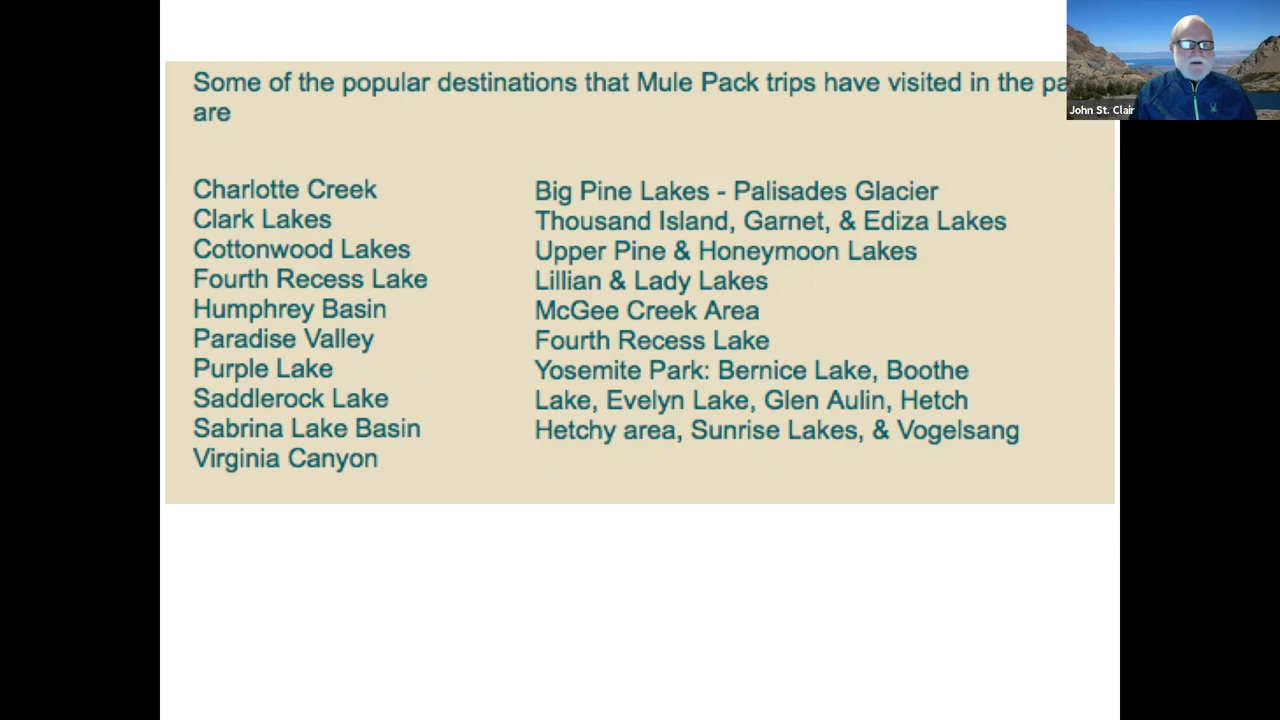 Some of the popular destinations that Mule Pack trips have visited in the
are
Charlotte Creek
Clark Lakes
Cottonwood Lakes
Fourth Recess Lake
Humphrey Basin
Paradise Valley
Purple Lake
Saddlerock Lake
Sabrina Lake Basin
Virginia Canyon
Big Pine Lakes - Palisades Glacier
Thousand Island, Garnet, & Ediza Lakes
Upper Pine & Honeymoon Lakes
Lillian & Lady Lakes
McGee Creek Area
Fourth Recess Lake
Yosemite Park: Bernice Lake, Boothe
Lake, Evelyn Lake, Glen Aulin, Hetch
Hetchy area, Sunrise Lakes, & Vogelsang
John St. Clair